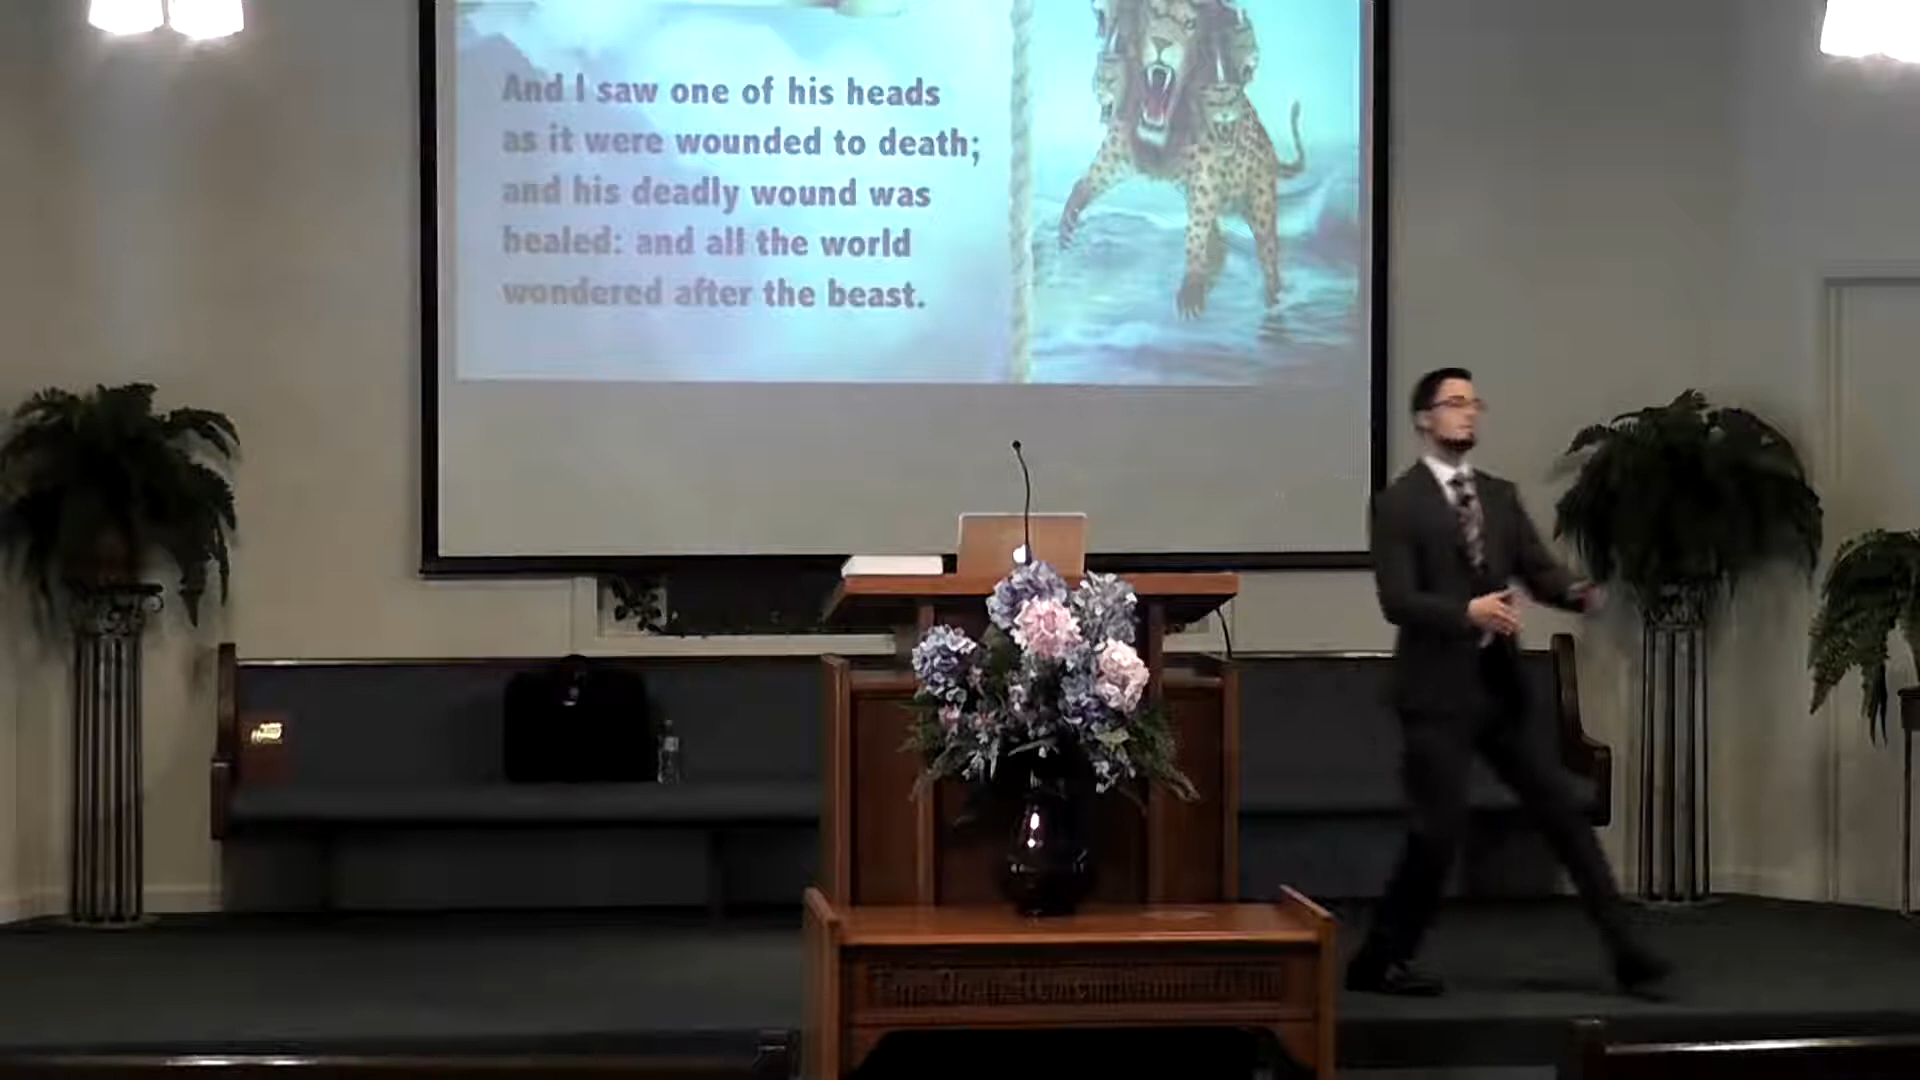 And I saw one of his heads
as it were wounded to death;
and his deadly wound was
healed: and all the world
wondered after the beast.